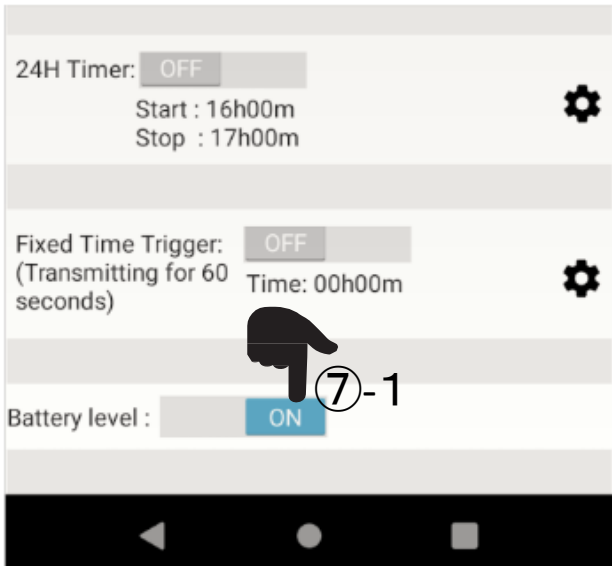 24H Timer: OFF
Start : 16h00m
Stop : 17h00m
Fixed Time Trigger: OFF
(Transmitting for 60
seconds)
Time: 00h00m
⑦-1
Battery level : ON